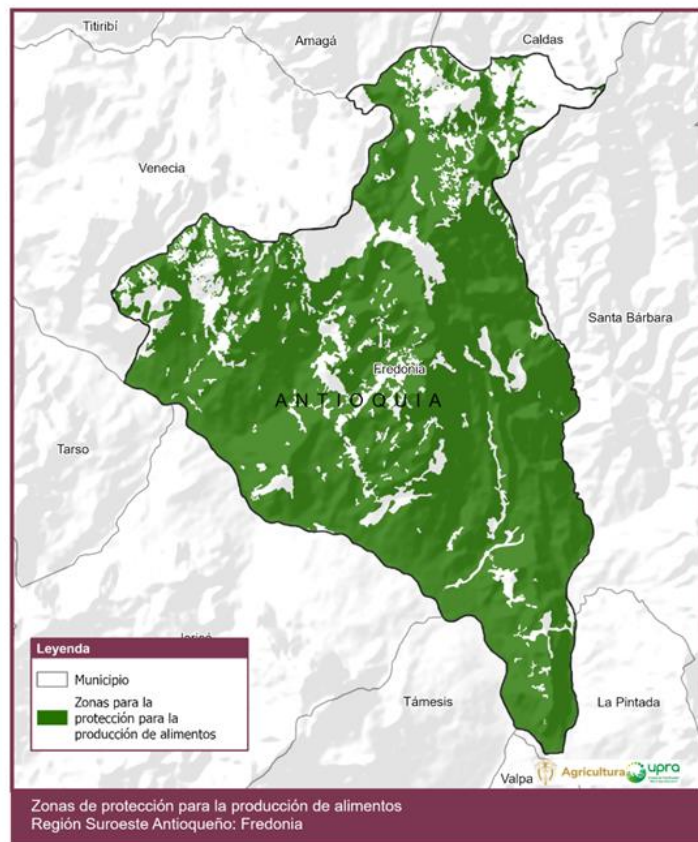 Titiribí
Amagá
Caldas
Venecia
Santa Bárbara
Fredonia
ANTIOQUIA
Tarso
Támesis
La Pintada
Valpa
Leyenda
Municipio
Zonas para la
protección para la
producción de alimentos
Agricultura
upra
Zonas de protección para la producción de alimentos
Región Suroeste Antioqueño: Fredonia